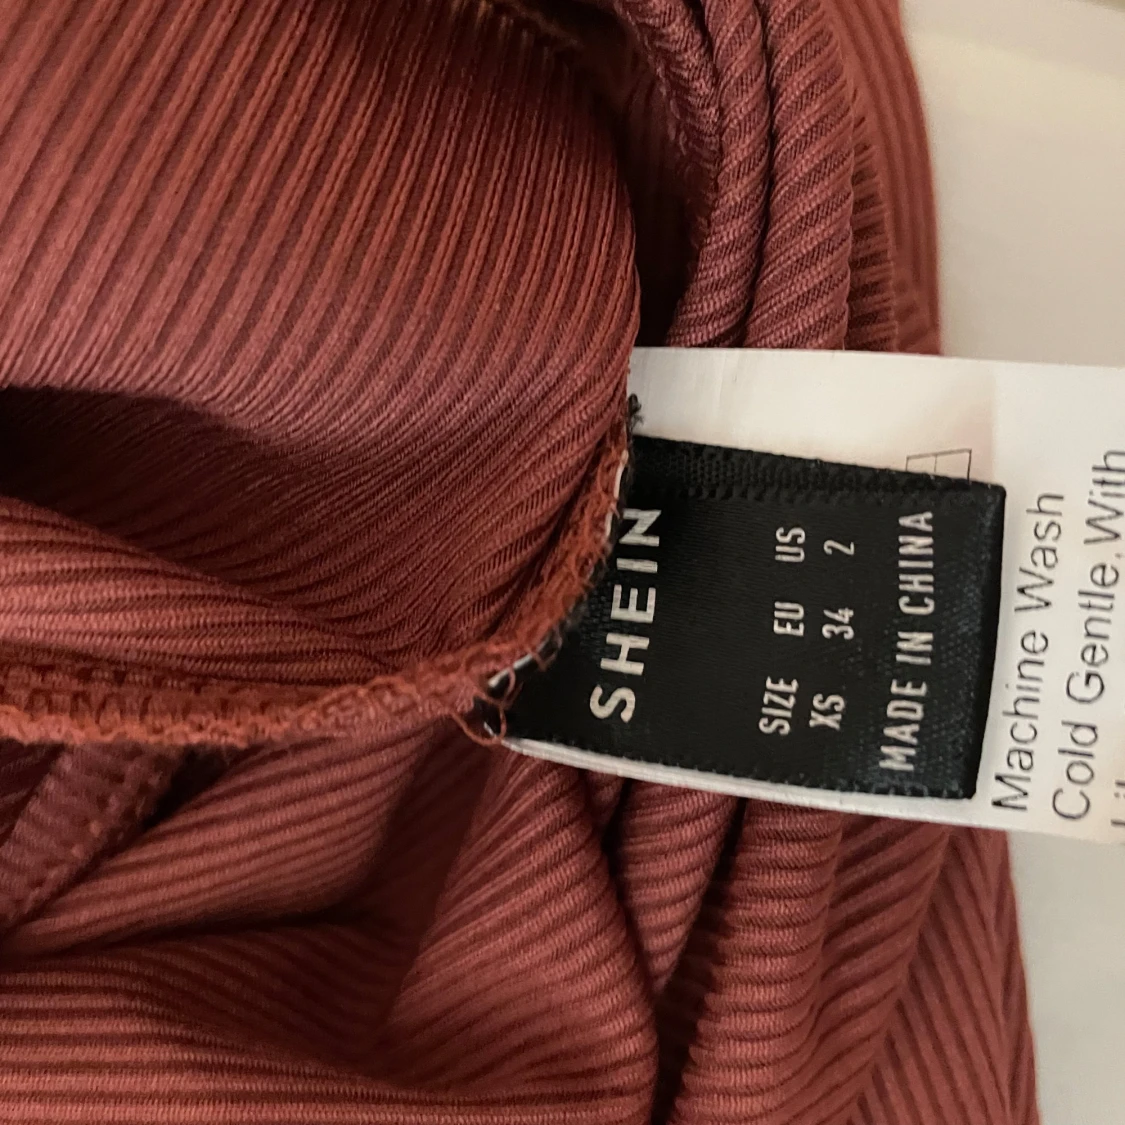 SHEIN
SIZE EU US
XS 34 2
MADE IN CHINA
Machine Wash
Cold Gentle,With